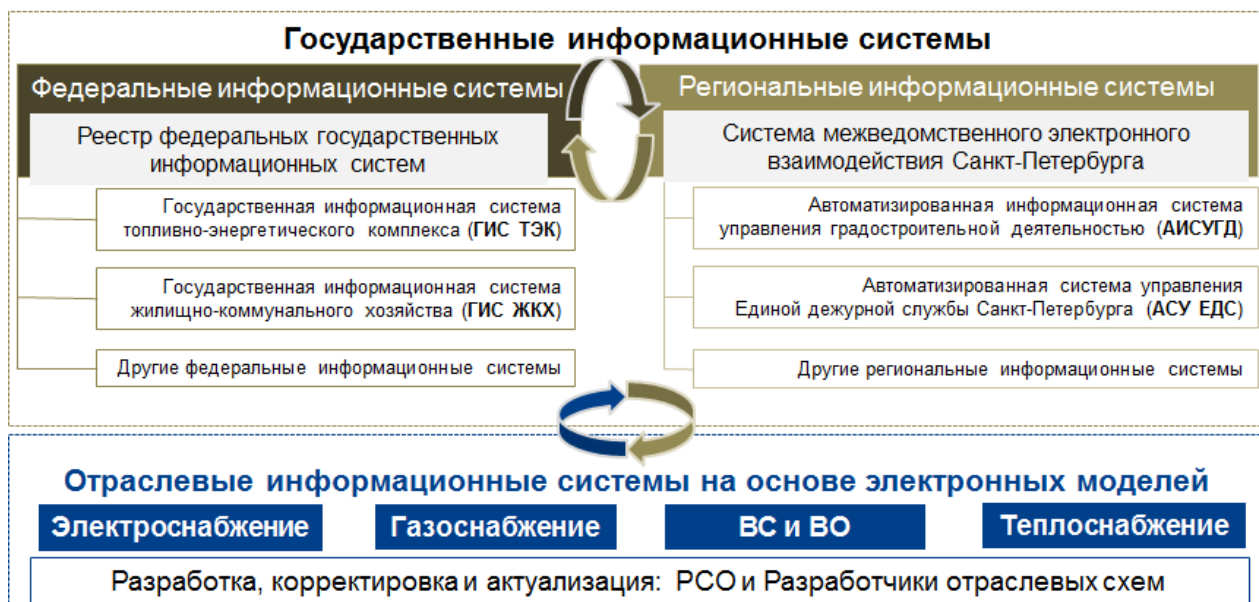 Государственные информационные системы
Федеральные информационные системы
Реестр федеральных государственных
информационных систем
Государственная информационная система
топливно-энергетического комплекса (ГИС ТЭК)
Государственная информационная система
жилищно-коммунального хозяйства (ГИС ЖКХ)
Другие федеральные информационные системы
Региональные информационные системы
Система межведомственного электронного
взаимодействия Санкт-Петербурга
Автоматизированная информационная система
управления градостроительной деятельностью (АИСУГД)
Автоматизированная система управления
Единой дежурной службы Санкт-Петербурга (АСУ ЕДС)
Другие региональные информационные системы
Отраслевые информационные системы на основе электронных моделей
Электроснабжение
Газоснабжение
ВС и ВО
Теплоснабжение
Разработка, корректировка и актуализация: РСО и Разработчики отраслевых схем